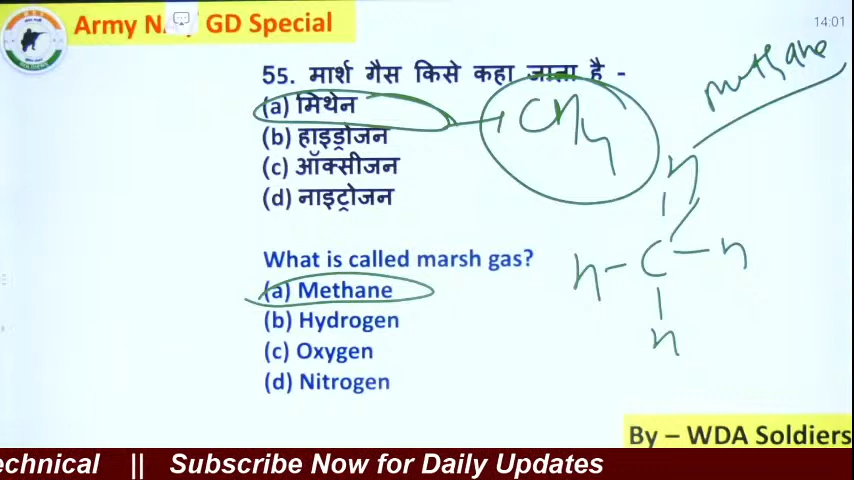 Army NA, GD Special
14:01
55. मार्श गैस किसे कहा जाता है -
(a) मिथेन
(b) हाइड्रोजन
(c) ऑक्सीजन
(d) नाइट्रोजन
CH4
methane
H
H - C - H
H
What is called marsh gas?
(a) Methane
(b) Hydrogen
(c) Oxygen
(d) Nitrogen
By – WDA Soldiers
echnical || Subscribe Now for Daily Updates